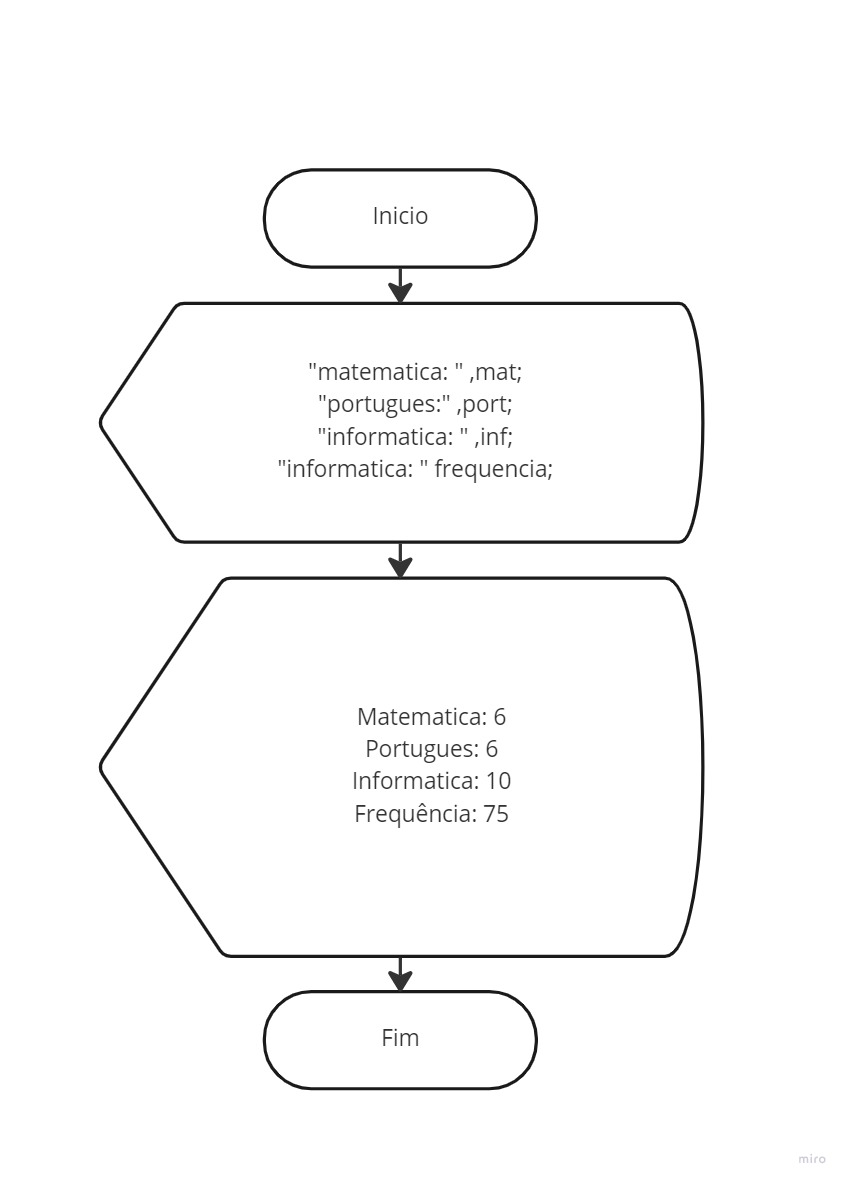 Inicio
"matematica: " ,mat;
"portugues:" ,port;
"informatica: " ,inf;
"informatica: " frequencia;
Matematica: 6
Portugues: 6
Informatica: 10
Frequência: 75
Fim
miro